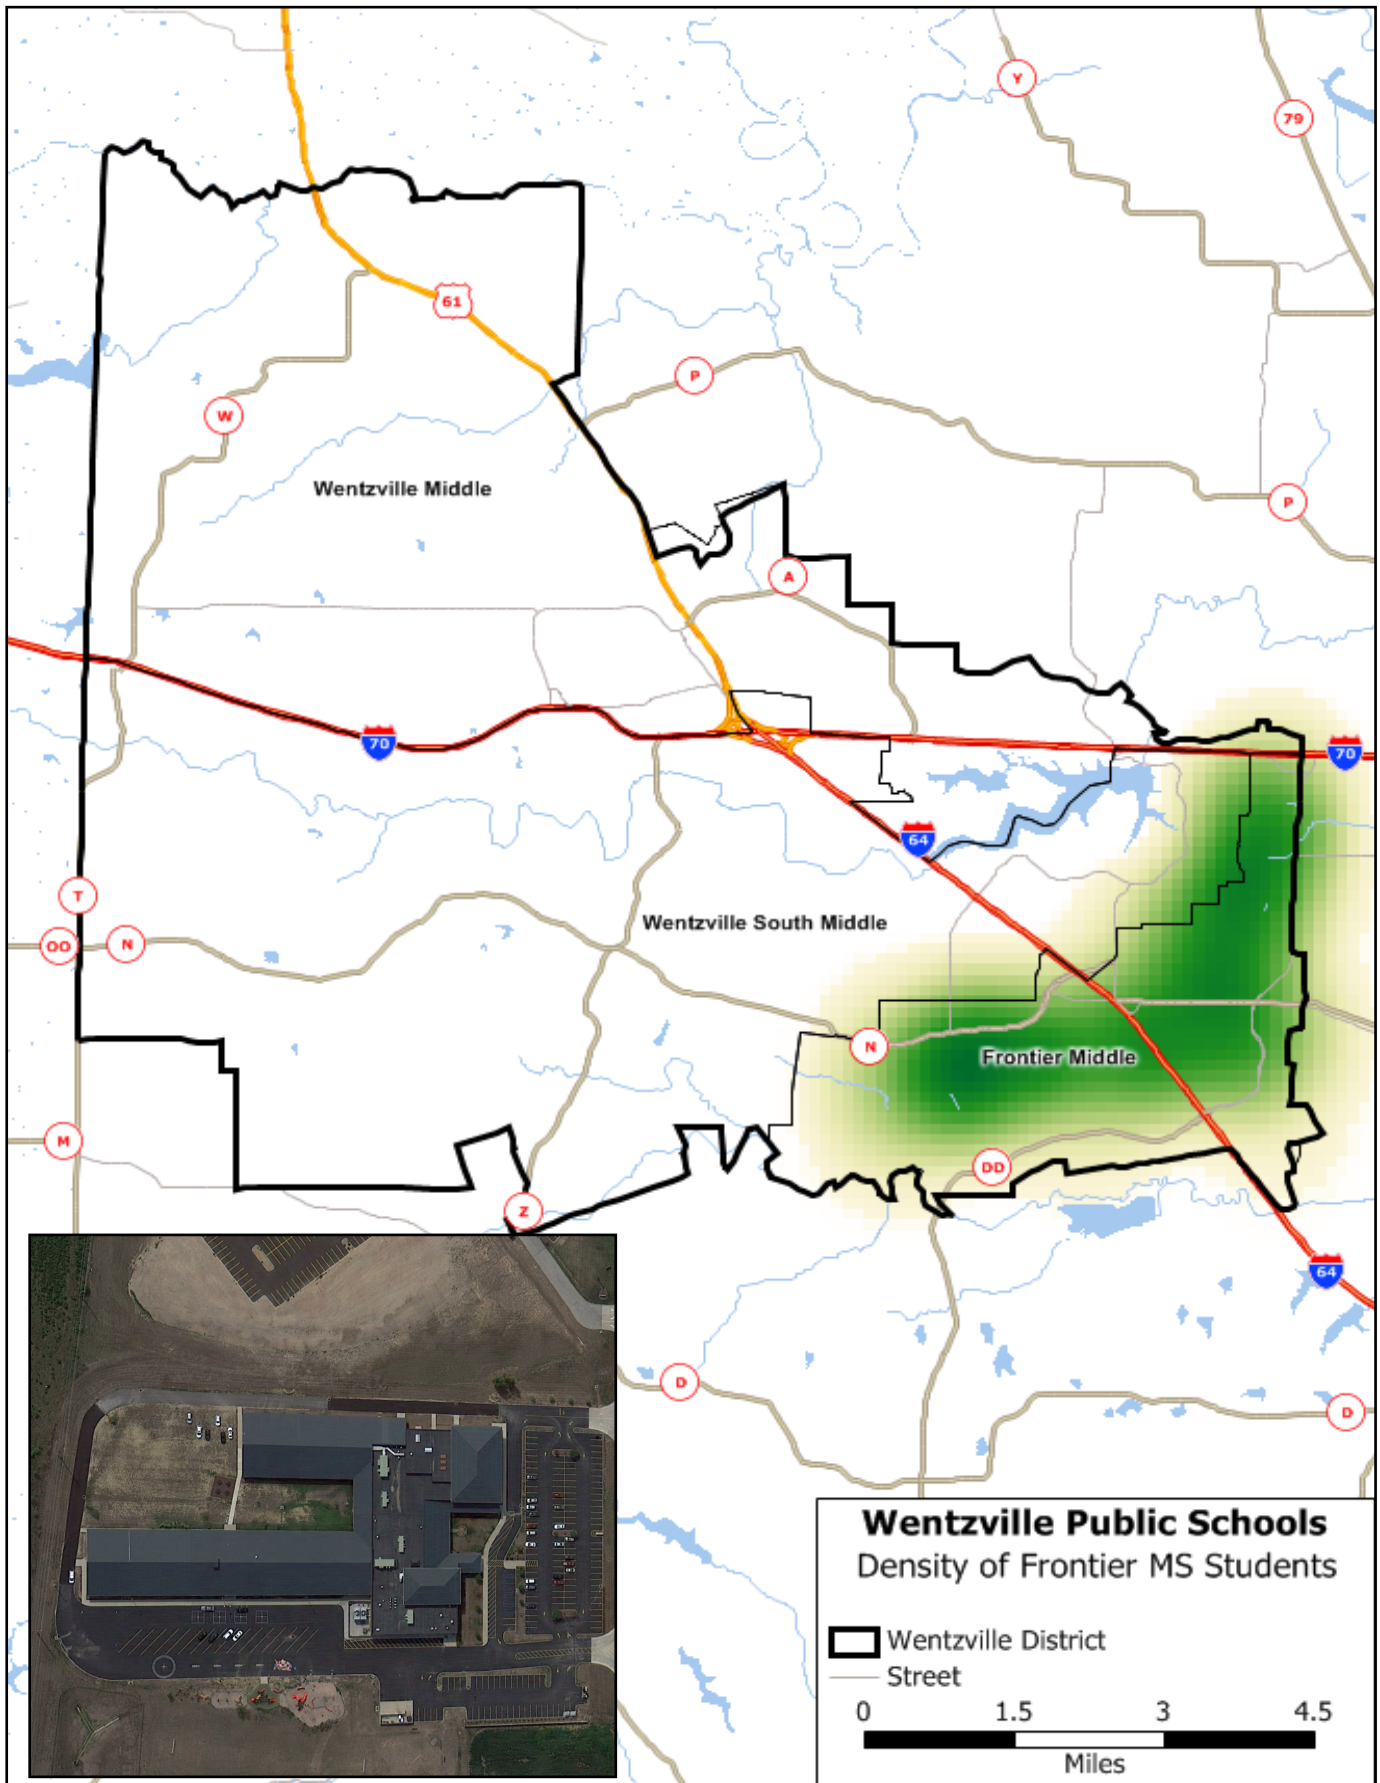 Y
79
61
P
W
Wentzville Middle
P
A
70
70
64
T
Wentzville South Middle
OO
N
N
Frontier Middle
M
DD
Z
64
D
D
Wentzville Public Schools
Density of Frontier MS Students
Wentzville District
Street
0 1.5 3 4.5
Miles